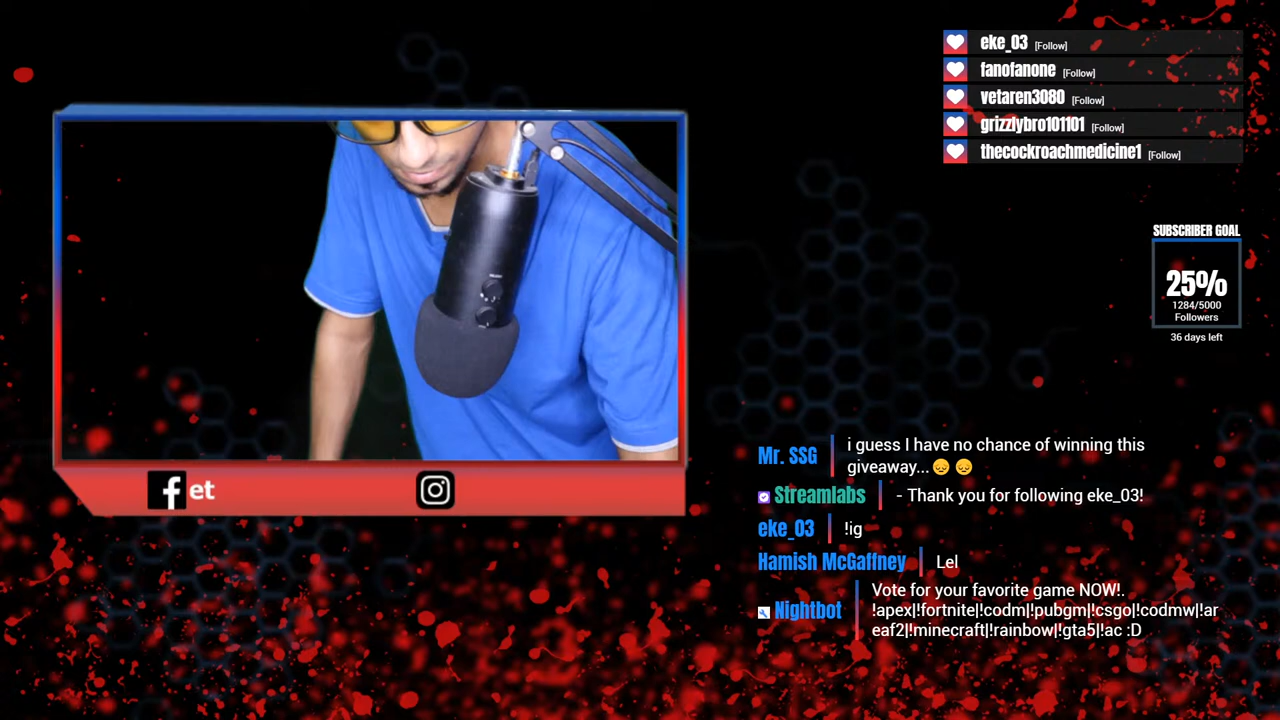 eke_03 [Follow]
fanofanone [Follow]
vetaren3080 [Follow]
grizzlybro101101 [Follow]
thecockroachmedicine1 [Follow]
SUBSCRIBER GOAL
25%
1284/5000
Followers
36 days left
et
Mr. SSG i guess I have no chance of winning this
giveaway...😞 😞
Streamlabs - Thank you for following eke_03!
eke_03 !ig
Hamish McGaffney Lel
Nightbot Vote for your favorite game NOW!.
!apex|!fortnite|!codm|!pubgm|!csgo|!codmw|!ar
eaf2|!minecraft|!rainbow|!gta5|!ac :D